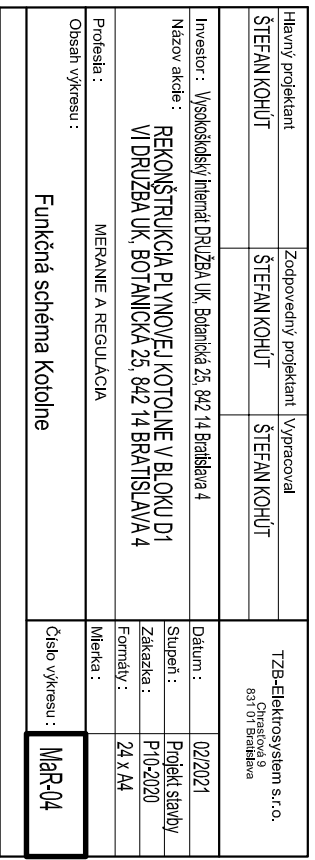 Hlavný projektant
ŠTEFAN KOHÚT
Zodpovedný projektant
ŠTEFAN KOHÚT
Vypracoval
ŠTEFAN KOHÚT
TZB-Elektrosystem s.r.o.
Chrasťová 9
831 01 Bratislava
Investor : Vysokoškolský internát DRUŽBA UK, Botanická 25, 842 14 Bratislava 4
Názov akcie :
REKONŠTRUKCIA PLYNOVEJ KOTOLNE V BLOKU D1
VI DRUŽBA UK, BOTANICKÁ 25, 842 14 BRATISLAVA 4
Dátum : 02/2021
Stupeň : Projekt stavby
Zákazka : P10-2020
Formáty : 24 x A4
Profesia : MERANIE A REGULÁCIA
Mierka :
Obsah výkresu :
Funkčná schéma Kotolne
Číslo výkresu : MaR-04